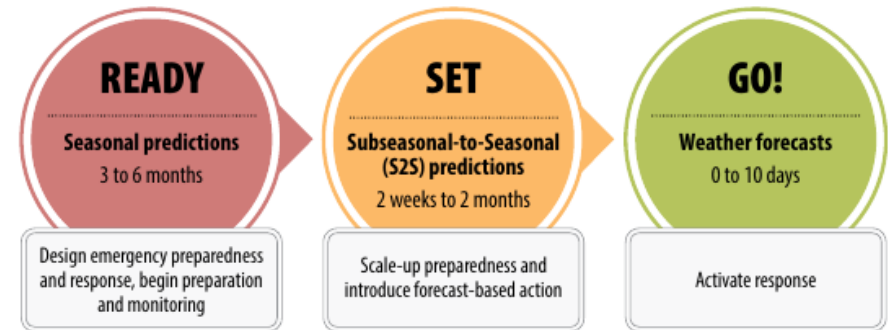 READY
Seasonal predictions
3 to 6 months
Design emergency preparedness
and response, begin preparation
and monitoring
SET
Subseasonal-to-Seasonal
(S2S) predictions
2 weeks to 2 months
Scale-up preparedness and
introduce forecast-based action
GO!
Weather forecasts
0 to 10 days
Activate response